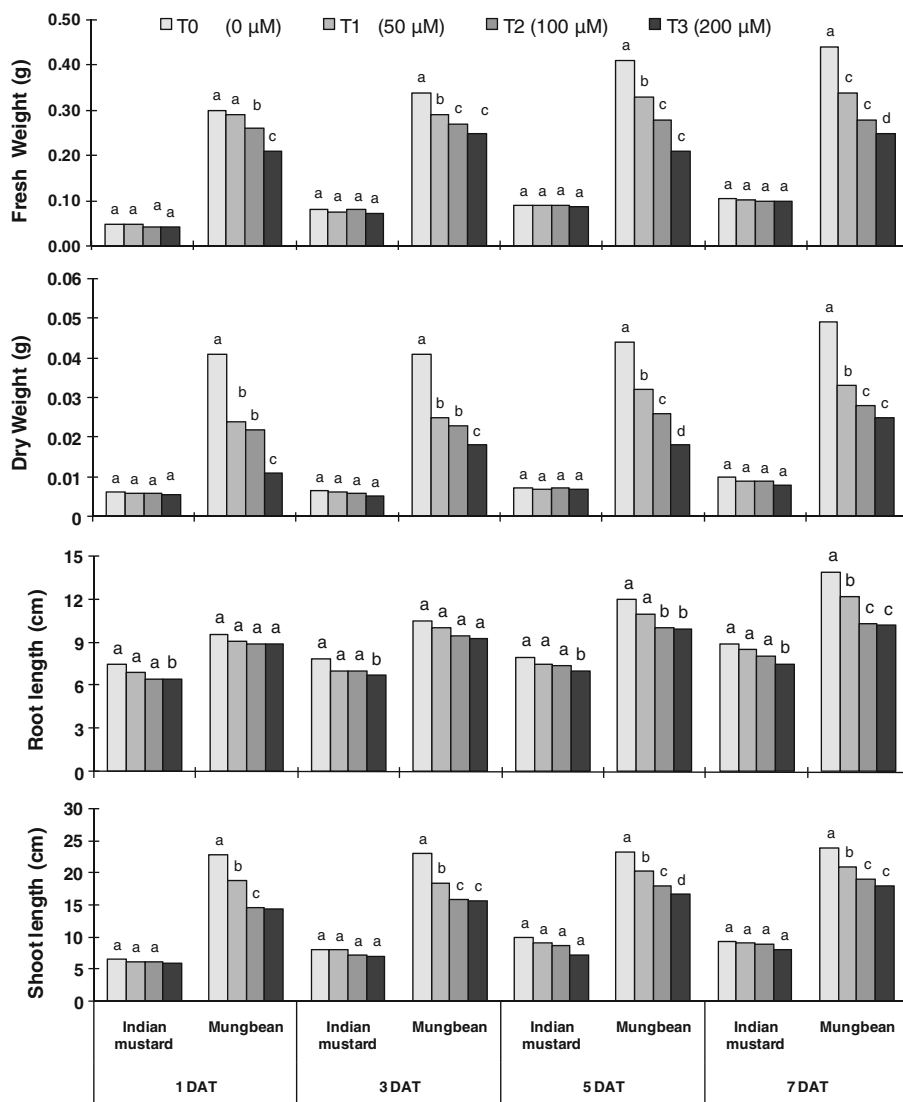 T0 (0 µM) T1 (50 µM) T2 (100 µM) T3 (200 µM)
Fresh Weight (g)
0.50
0.40
0.30
0.20
0.10
0.00
a a a a
a a b c
a a a a
a b c c
a a a a
a b c c
a a a a
a c c d
Dry Weight (g)
0.06
0.05
0.04
0.03
0.02
0.01
0
a a a a
a b b c
a a a a
a b b c
a a a a
a b c d
a a a a
a b c c
Root length (cm)
15
12
9
6
3
0
a a a b
a a a a
a a a b
a a a a
a a a b
a a b b
a a a b
a b c c
Shoot length (cm)
30
25
20
15
10
5
0
a a a
a b c
a a a a
a b c c
a a a a
a b c d
a a a a
a b c c
Indian mustard Mungbean Indian mustard Mungbean Indian mustard Mungbean Indian mustard Mungbean
1 DAT 3 DAT 5 DAT 7 DAT